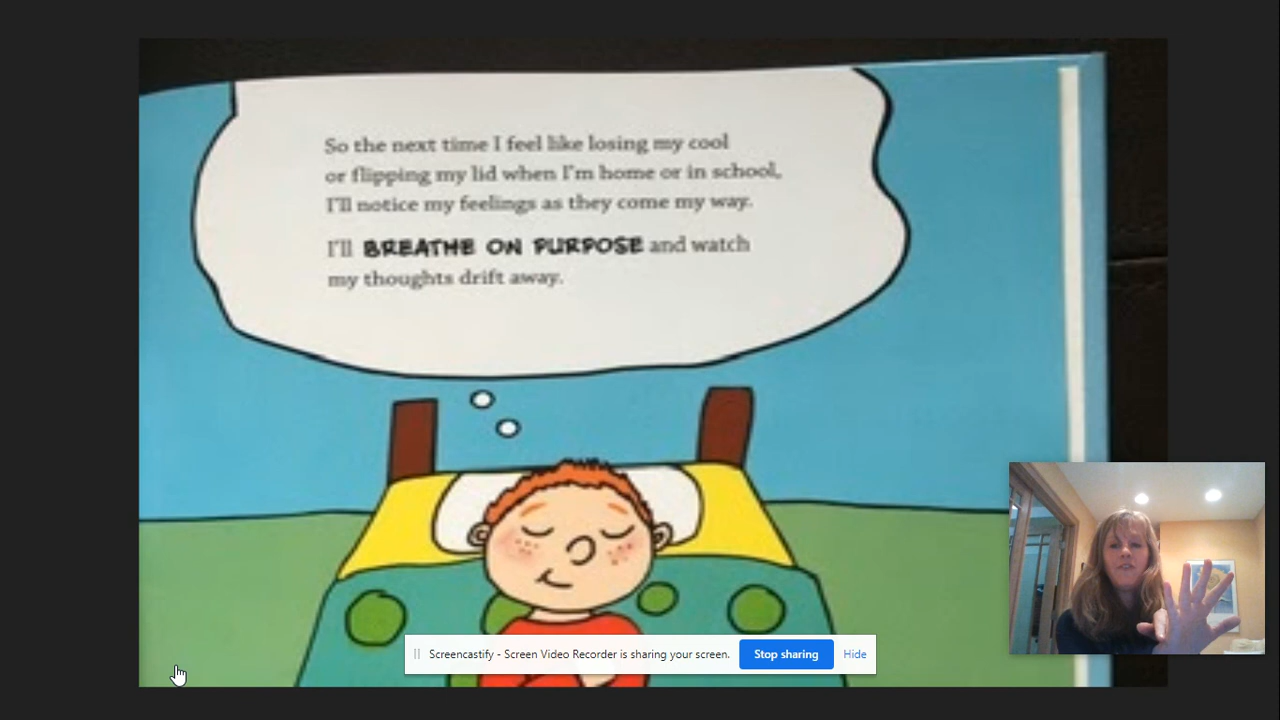 So the next time I feel like losing my cool
or flipping my lid when I'm home or in school,
I'll notice my feelings as they come my way.
I'll BREATHE ON PURPOSE and watch
my thoughts drift away.
Screencastify - Screen Video Recorder is sharing your screen.
Stop sharing
Hide